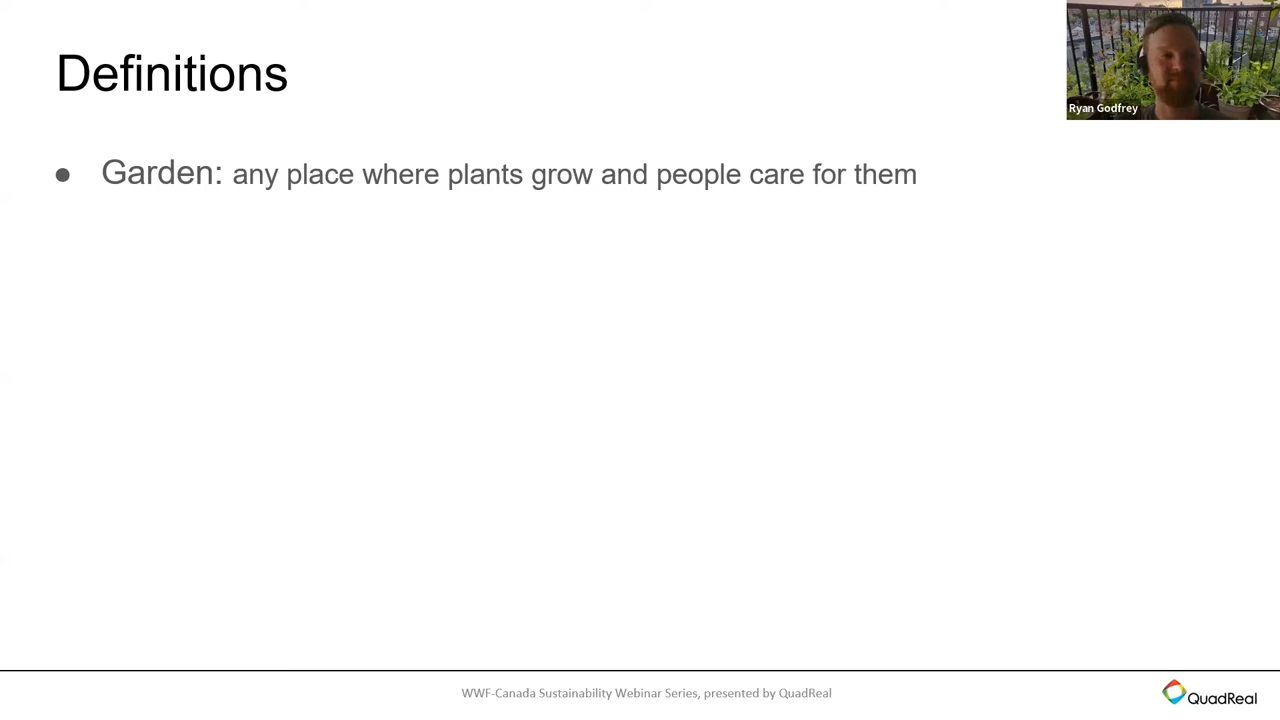 Definitions
Ryan Godfrey
● Garden: any place where plants grow and people care for them
WWF-Canada Sustainability Webinar Series, presented by QuadReal
QuadReal